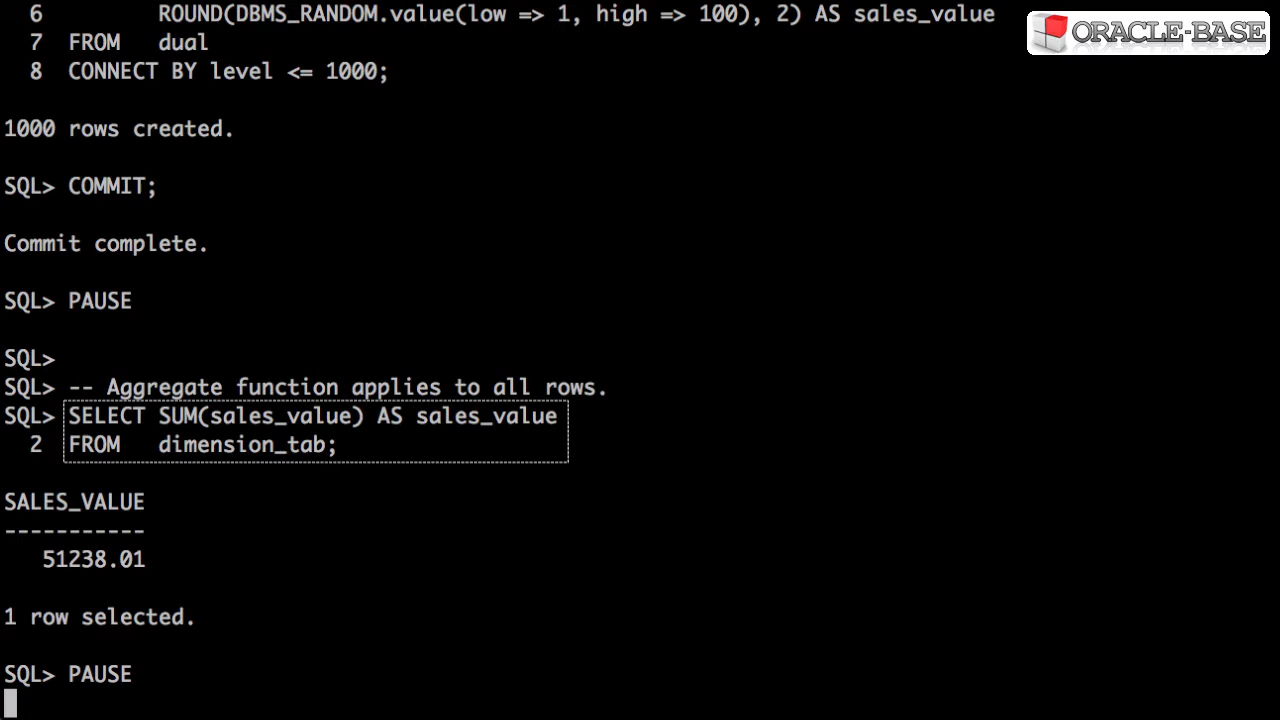 6         ROUND(DBMS_RANDOM.value(low => 1, high => 100), 2) AS sales_value
ORACLE-BASE
7  FROM   dual
8  CONNECT BY level <= 1000;
1000 rows created.
SQL> COMMIT;
Commit complete.
SQL> PAUSE
SQL>
SQL> -- Aggregate function applies to all rows.
SQL> SELECT SUM(sales_value) AS sales_value
2  FROM   dimension_tab;
SALES_VALUE
-----------
51238.01
1 row selected.
SQL> PAUSE